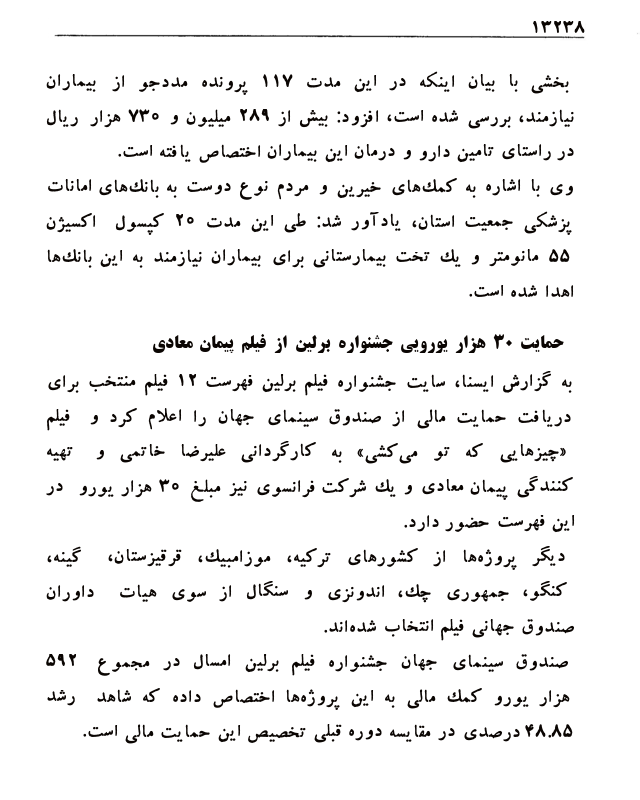 ۱۳۲۳۸
بخشی با بیان اینکه در این مدت ۱۱۷ پرونده مددجو از بیماران
نیازمند، بررسی شده است، افزود: بیش از ۲۸۹ میلیون و ۷۳۰ هزار ریال
در راستای تامین دارو و درمان این بیماران اختصاص یافته است.
وی با اشاره به کمك‌های خیرین و مردم نوع دوست به بانك‌های امانات
پزشکی جمعیت استان، یادآور شد: طی این مدت ۲۵ کپسول اکسیژن
۵۵ مانومتر و یك تخت بیمارستانی برای بیماران نیازمند به این بانك‌ها
اهدا شده است.
حمایت ۳۰ هزار یورویی جشنواره برلین از فیلم پیمان معادی
به گزارش ایسنا، سایت جشنواره فیلم برلین فهرست ۱۲ فیلم منتخب برای
دریافت حمایت مالی از صندوق سینمای جهان را اعلام کرد و فیلم
«چیزهایی که تو می‌کشی» به کارگردانی علیرضا خاتمی و تهیه
کنندگی پیمان معادی و یك شرکت فرانسوی نیز مبلغ ۳۰ هزار یورو در
این فهرست حضور دارد.
دیگر پروژه‌ها از کشورهای ترکیه، موزامبیك، قرقیزستان، گینه،
کنگو، جمهوری چك، اندونزی و سنگال از سوی هیات داوران
صندوق جهانی فیلم انتخاب شده‌اند.
صندوق سینمای جهان جشنواره فیلم برلین امسال در مجموع ۵۹۲
هزار یورو کمك مالی به این پروژه‌ها اختصاص داده که شاهد رشد
۴۸.۸۵ درصدی در مقایسه دوره قبلی تخصیص این حمایت مالی است.